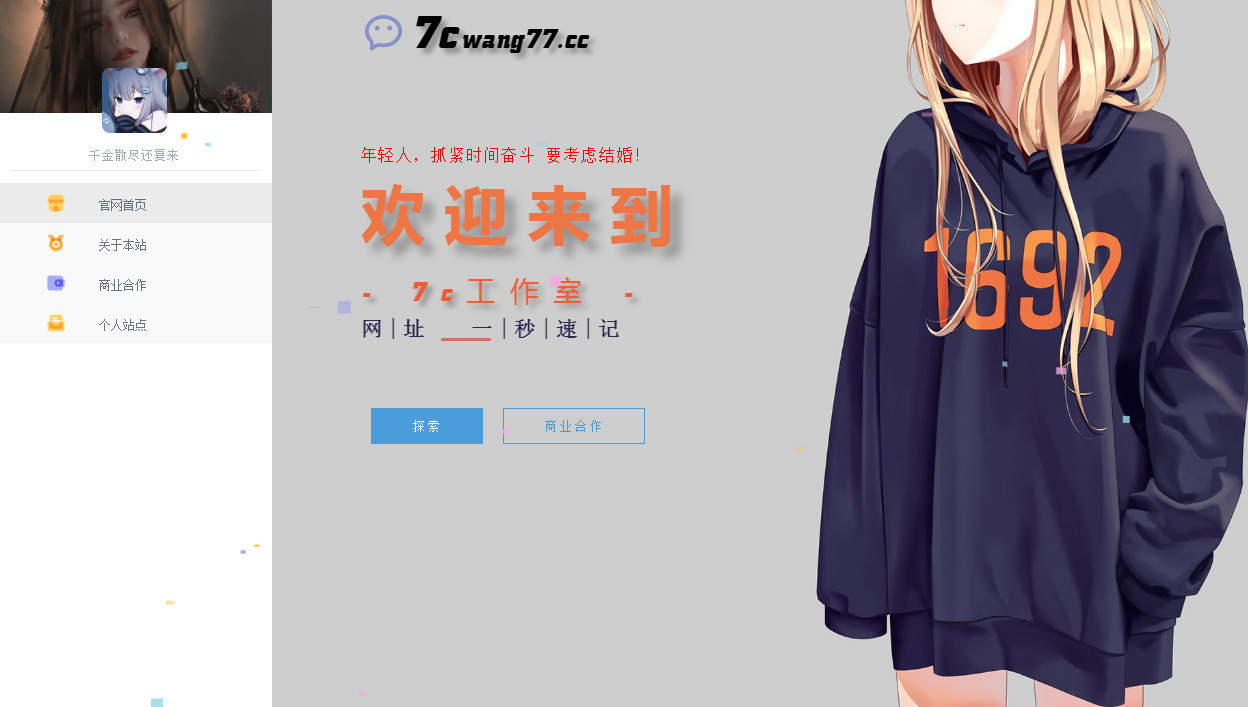 7cwang77.cc
千金散尽还复来
官网首页
关于本站
商业合作
个人站点
年轻人，抓紧时间奋斗 要考虑结婚！
欢迎来到
- 7c工作室 -
网|址 __一|秒|速|记
探索
商业合作
1692